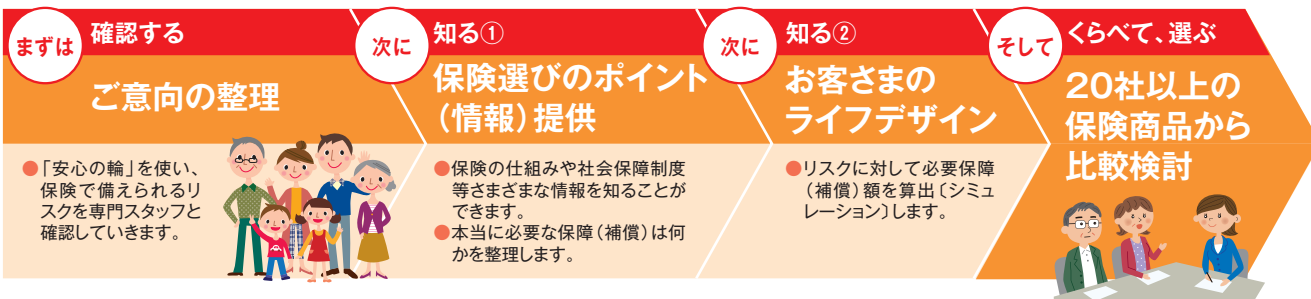 まずは
確認する
ご意向の整理
●「安心の輪」を使い、
保険で備えられるリ
スクを専門スタッフと
確認していきます。
次に
知る①
保険選びのポイント
（情報）提供
●保険の仕組みや社会保障制度
等さまざまな情報を知ることが
できます。
●本当に必要な保障（補償）は何
かを整理します。
次に
知る②
お客さまの
ライフデザイン
●リスクに対して必要保障
（補償）額を算出〔シミュ
レーション〕します。
そして
くらべて、選ぶ
20社以上の
保険商品から
比較検討